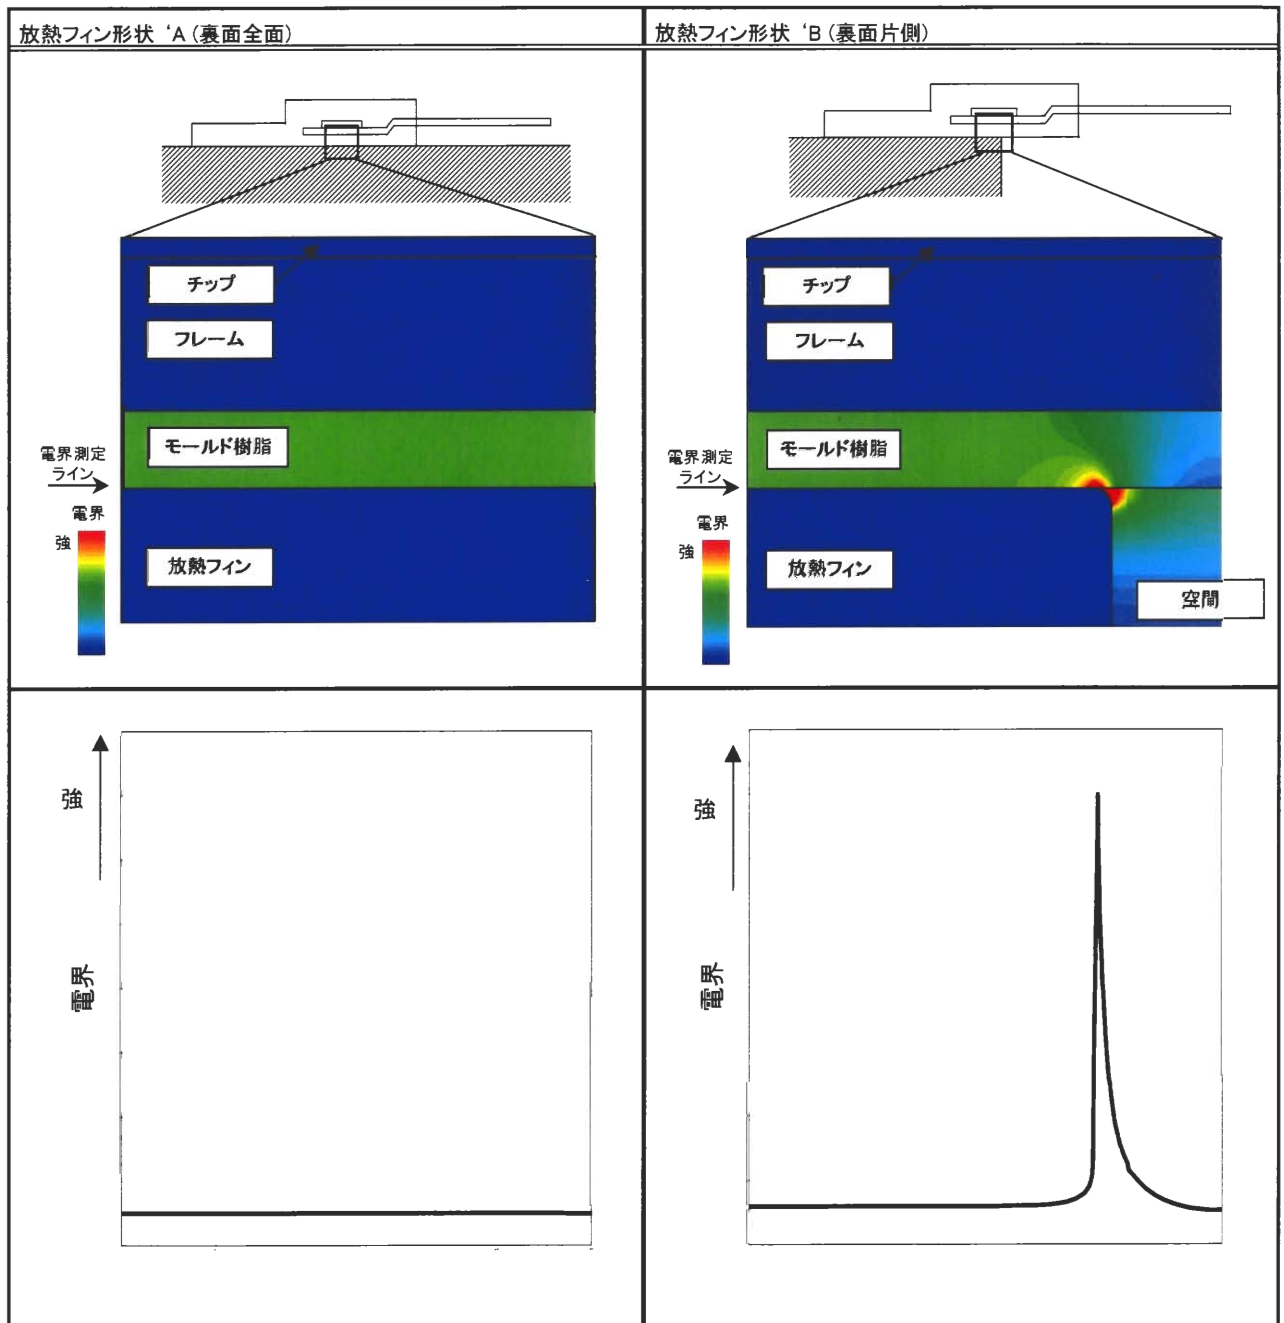 放熱フィン形状 ‘A (裏面全面)
放熱フィン形状 ‘B (裏面片側)
チップ
フレーム
モールド樹脂
電界測定
ライン
電界
強
放熱フィン
チップ
フレーム
モールド樹脂
電界測定
ライン
電界
強
放熱フィン
空間
強
電界
強
電界